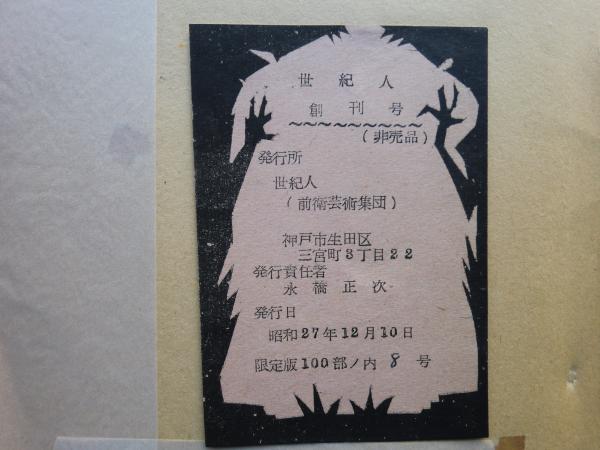 世紀人
創刊号
（非売品）
発行所
世紀人
（前衛芸術集団）
神戸市生田区
三宮町3丁目22
発行責任者
永橋正次
発行日
昭和27年12月10日
限定版100部ノ内 8 号